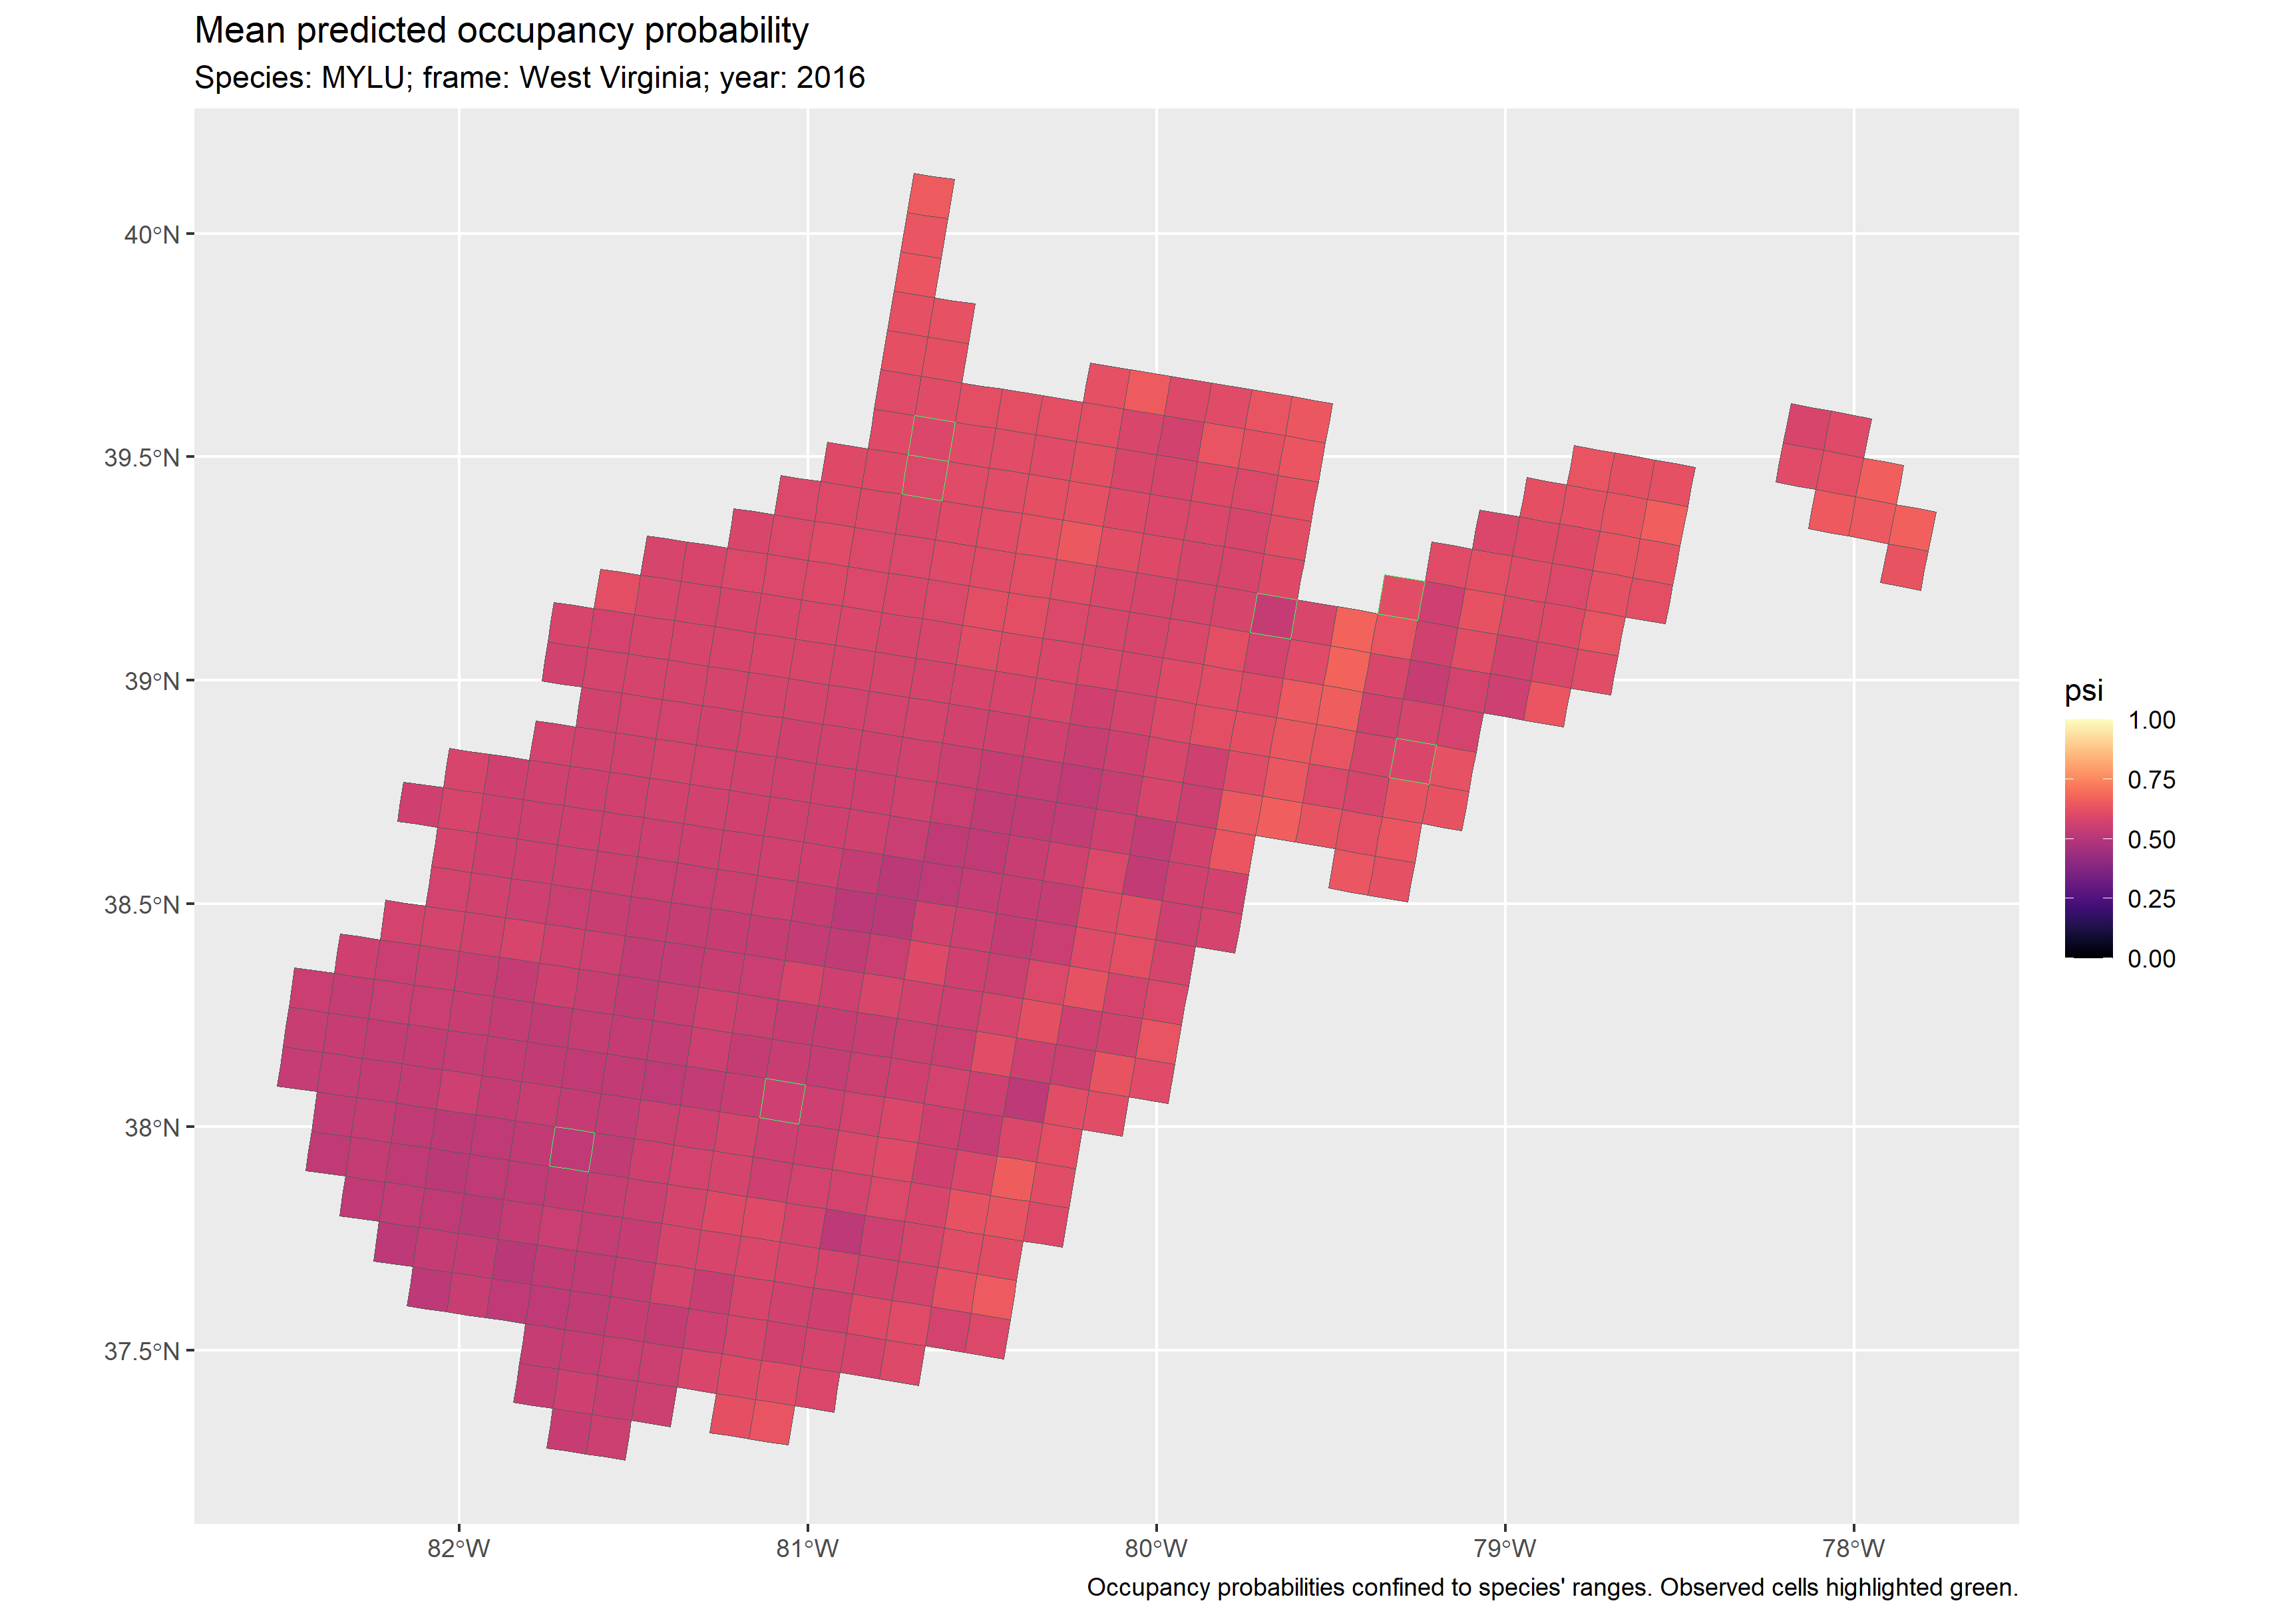 Mean predicted occupancy probability
Species: MYLU; frame: West Virginia; year: 2016
40°N
39.5°N
39°N
38.5°N
38°N
37.5°N
82°W
81°W
80°W
79°W
78°W
psi
1.00
0.75
0.50
0.25
0.00
Occupancy probabilities confined to species' ranges. Observed cells highlighted green.